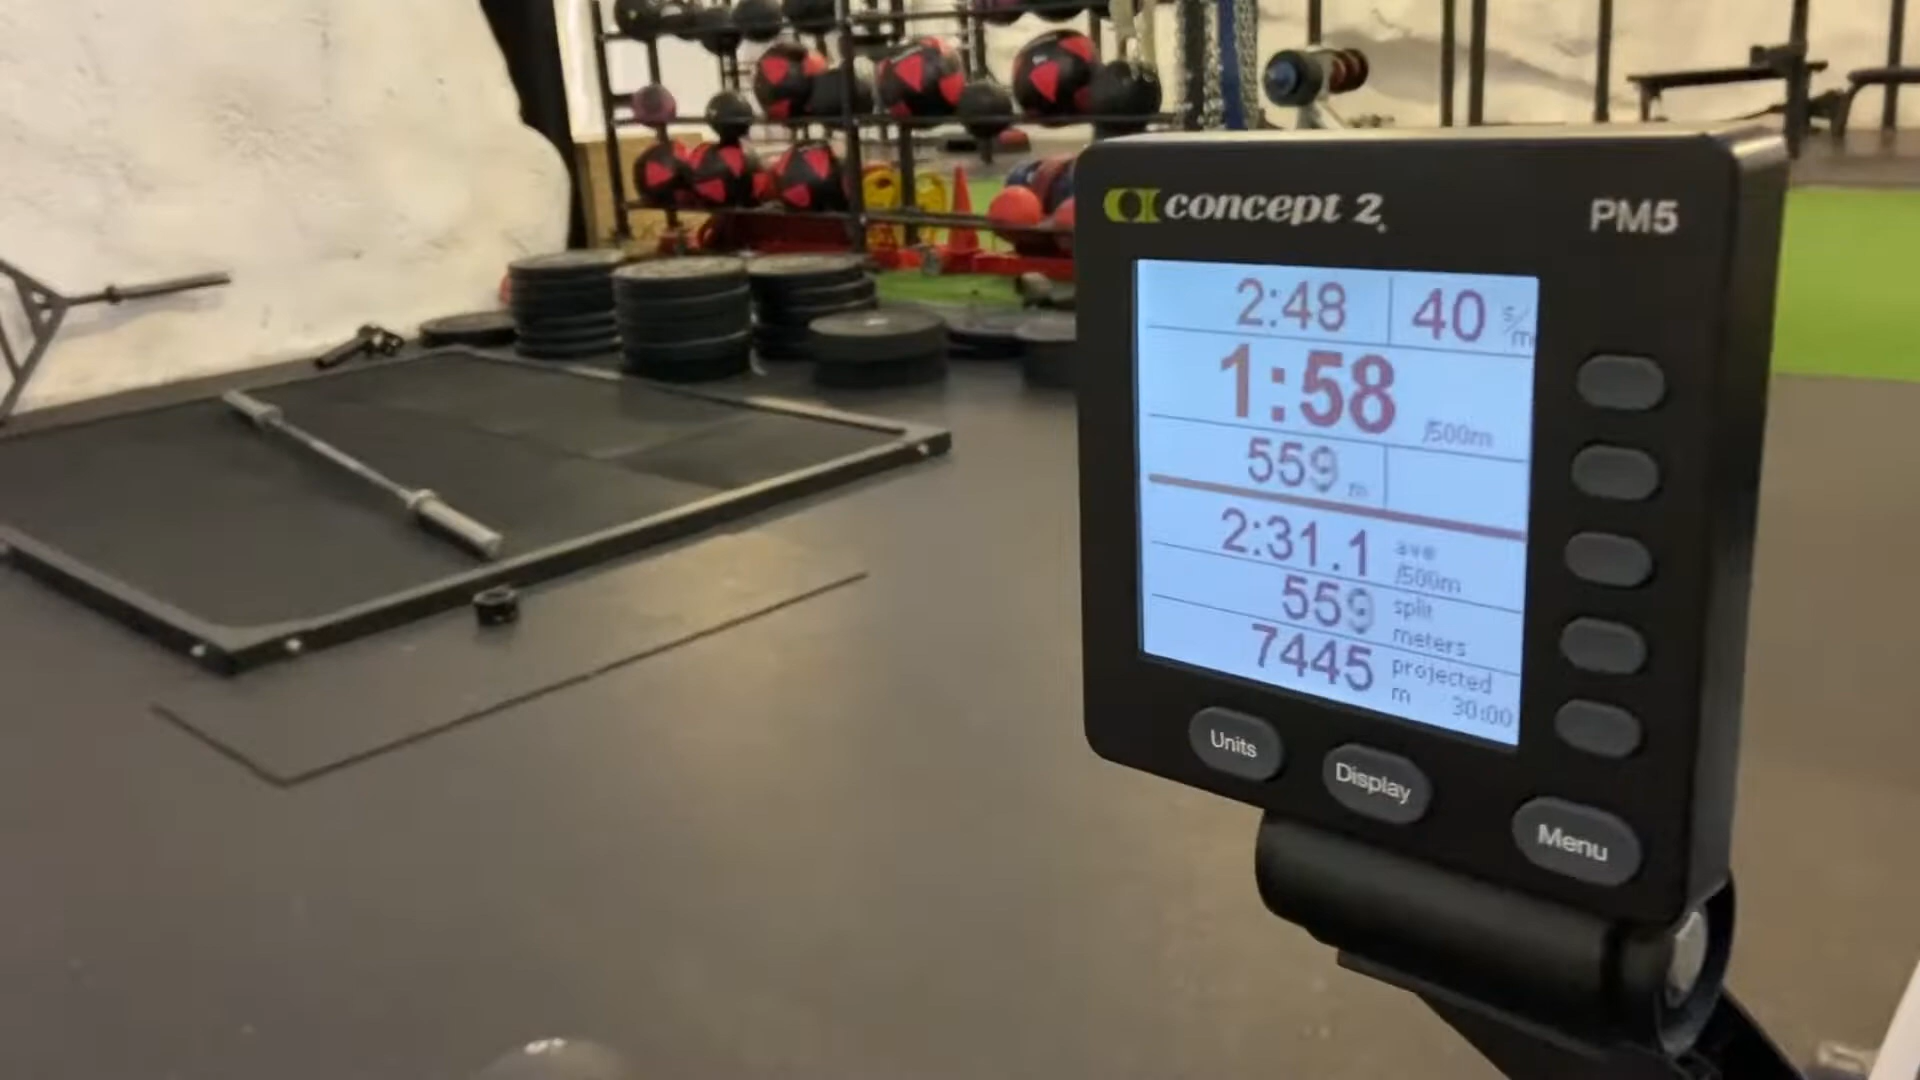 concept 2 PM5
2:48 40 s/m
1:58 /500m
559 m
2:31.1 ave /500m
559 split meters
7445 projected m 30:00
Units Display Menu